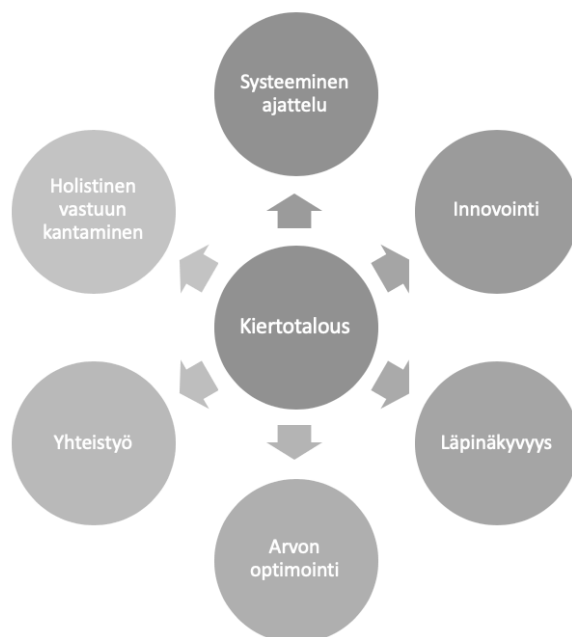 Systeeminen
ajattelu
Holistinen
vastuun
kantaminen
Innovointi
Kiertotalous
Yhteistyö
Läpinäkyvyys
Arvon
optimointi